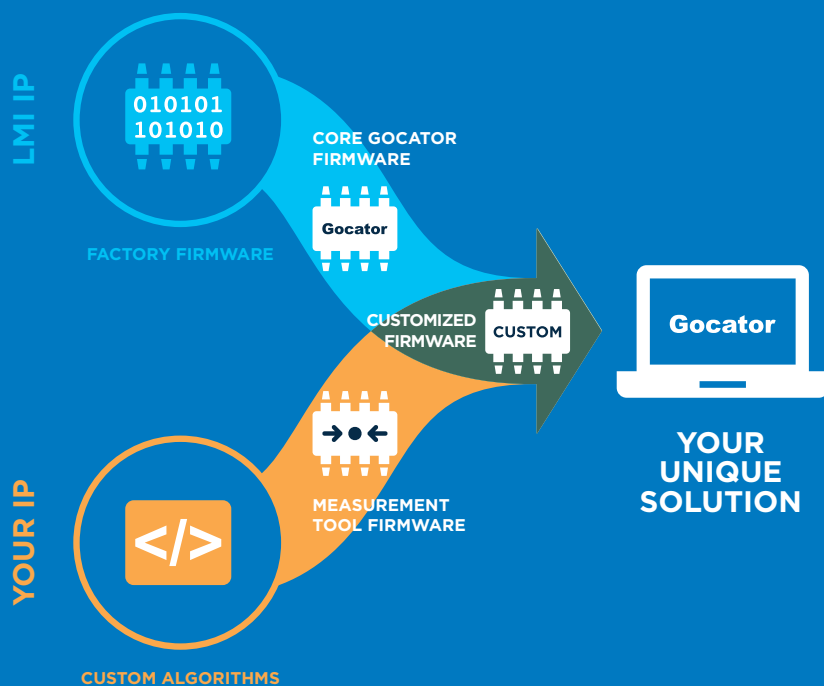 LMI IP
010101
101010
FACTORY FIRMWARE
CORE GOCATOR
FIRMWARE
Gocator
CUSTOMIZED
FIRMWARE
CUSTOM
Gocator
YOUR
UNIQUE
SOLUTION
YOUR IP
</>
MEASUREMENT
TOOL FIRMWARE
CUSTOM ALGORITHMS